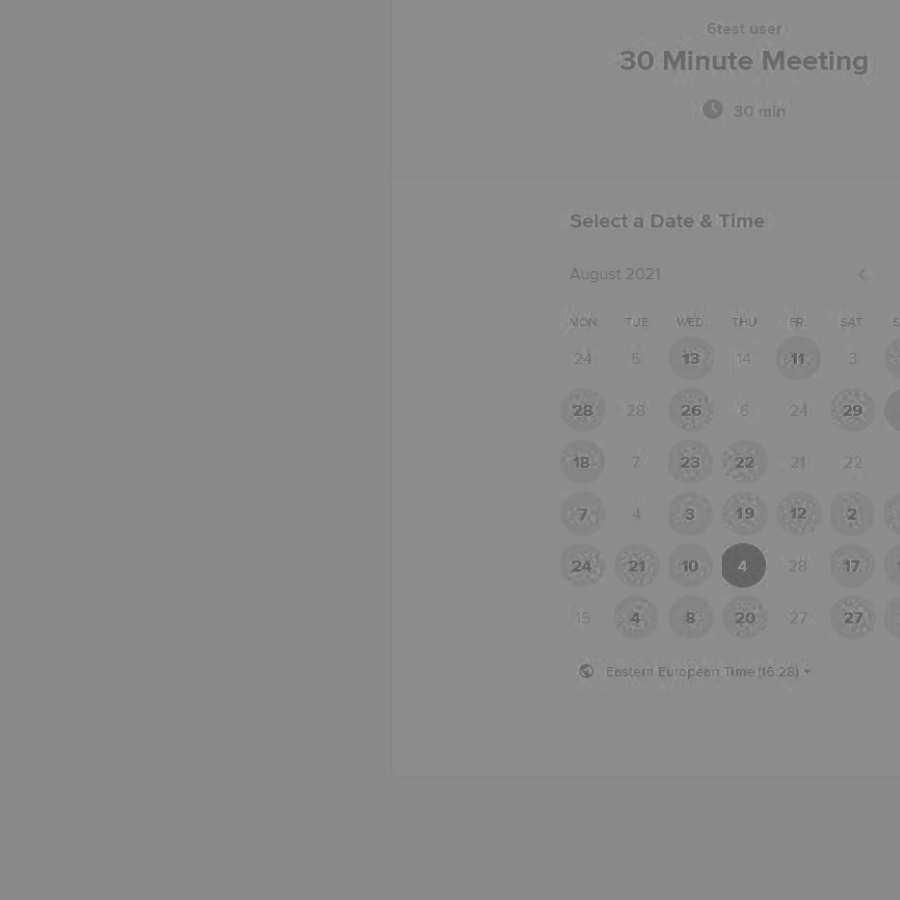 6test user
30 Minute Meeting
30 min
Select a Date & Time
August 2021
MON TUE WED THU FRI SAT
24 5 13 14 11 3
28 28 26 6 24 29
18 7 23 22 21 22
7 4 3 19 12 2
24 21 10 4 28 17
15 4 8 20 27 27
Eastern European Time (16:28)